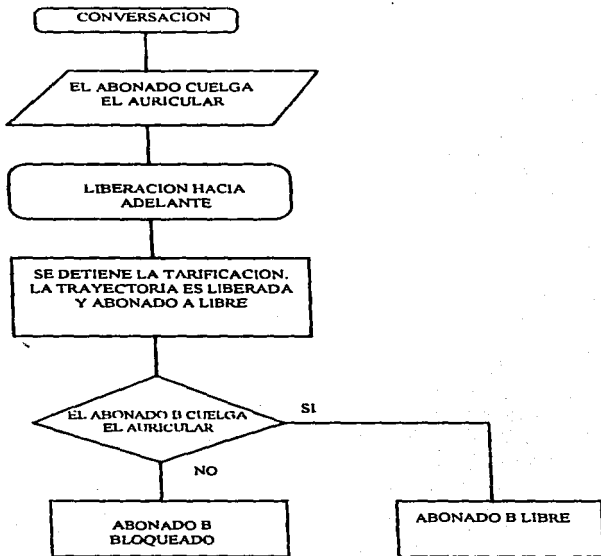 CONVERSACION
EL ABONADO CUELGA
EL AURICULAR
LIBERACION HACIA
ADELANTE
SE DETIENE LA TARIFICACION.
LA TRAYECTORIA ES LIBERADA
Y ABONADO A LIBRE
EL ABONADO B CUELGA
EL AURICULAR
SI
NO
ABONADO B
BLOQUEADO
ABONADO B LIBRE